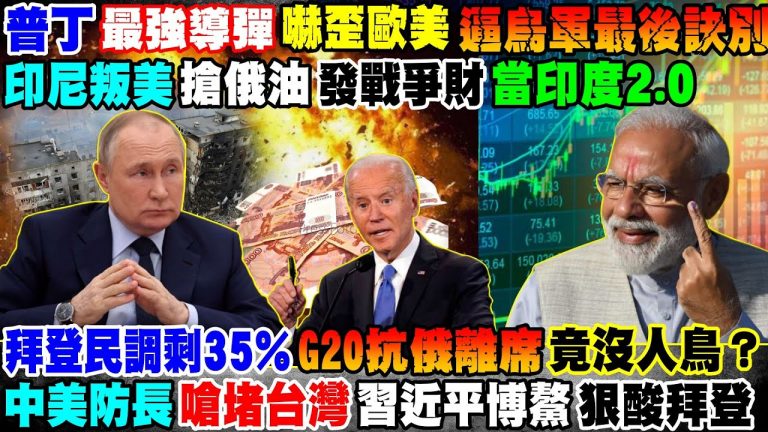 普丁 最強導彈 嚇歪歐美 逼烏軍最後訣別
印尼叛美 搶俄油 發戰爭財 當印度2.0
拜登民調剩35% G20抗俄離席 竟沒人鳥？
中美防長 嗆堵台灣 習近平博鰲 狠酸拜登